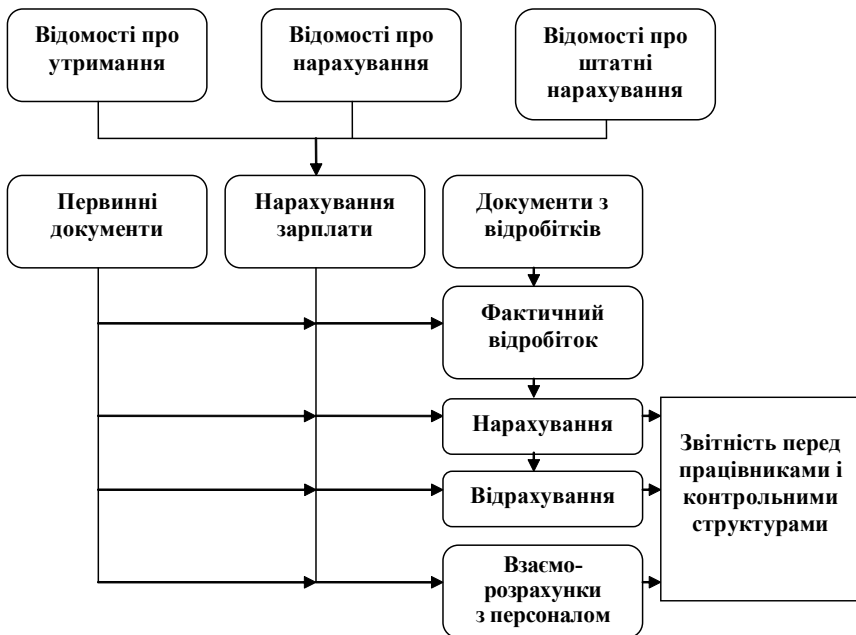 Відомості про
утримання
Відомості про
нарахування
Відомості про
штатні
нарахування
Первинні
документи
Нарахування
зарплати
Документи з
відробітків
Фактичний
відробіток
Нарахування
Відрахування
Взаємо-
розрахунки
з персоналом
Звітність перед
працівниками і
контрольними
структурами